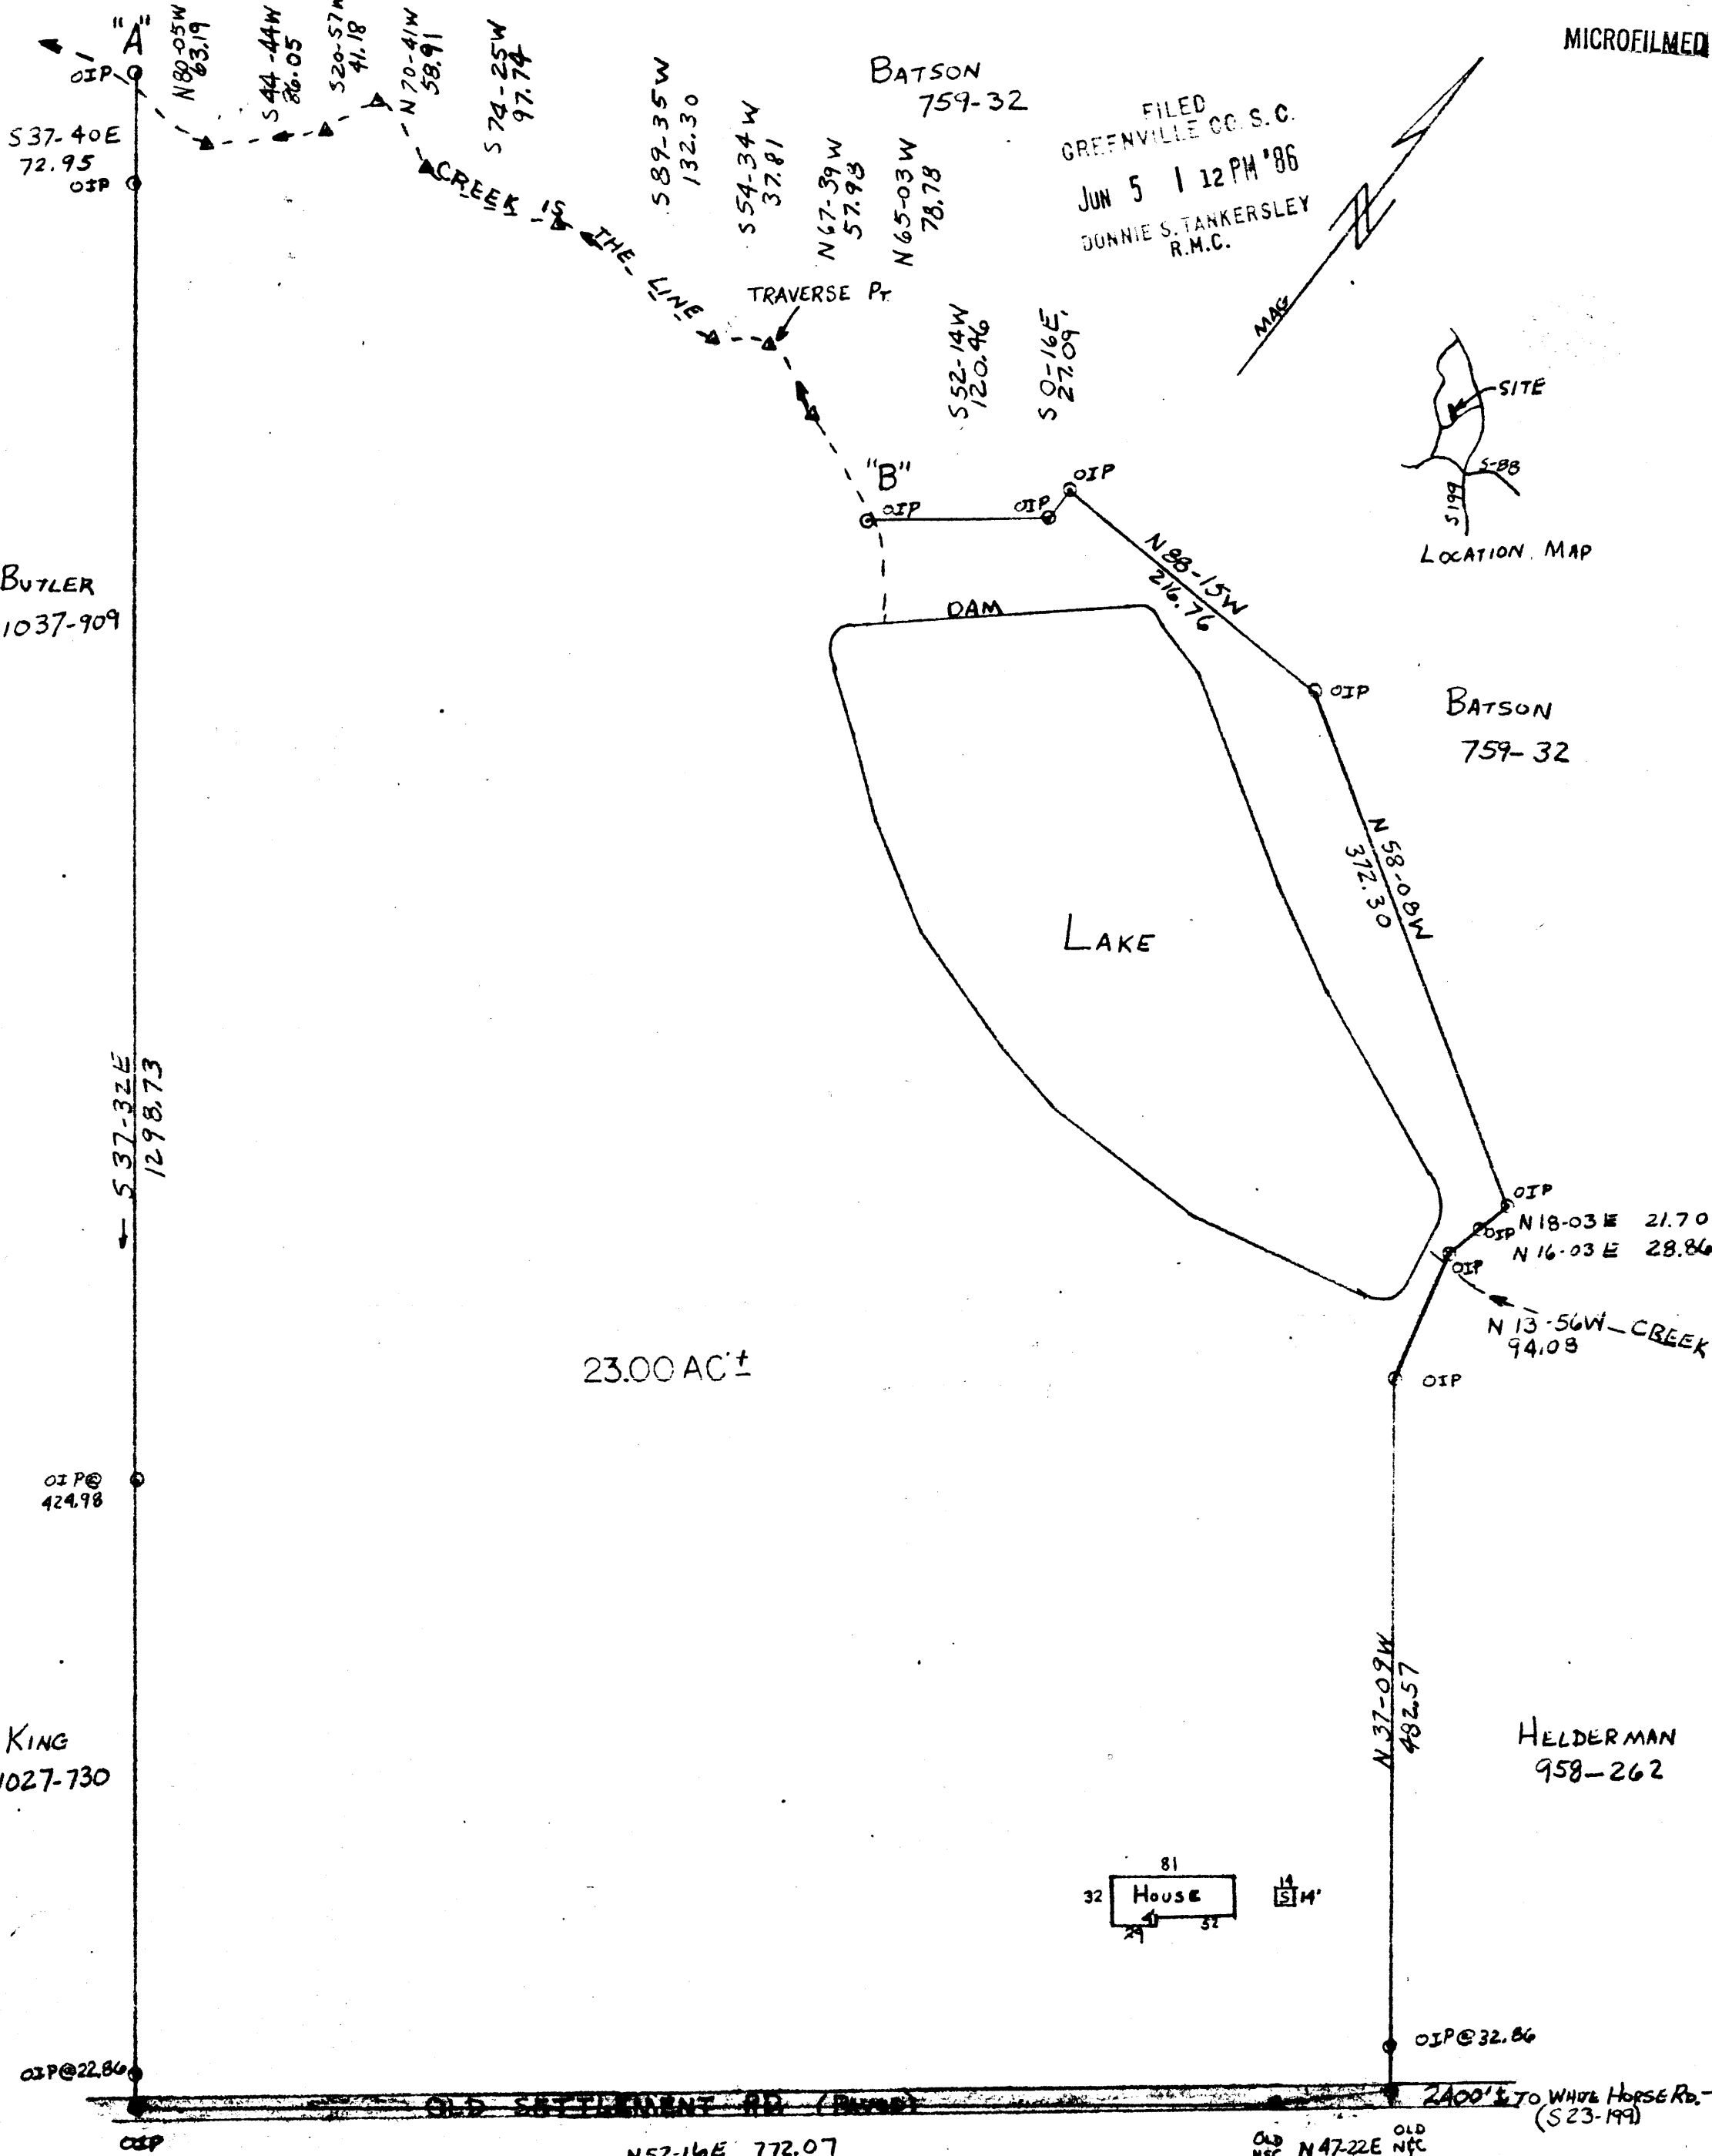 MICROFILMED
"A"
OIP
N80-05W
63.19
S44-44W
86.05
S20-57W
41.18
N70-41W
58.91
S74-25W
97.74
S89-35W
132.30
S54-34W
37.81
N67-39W
57.98
N65-03W
78.78
S52-14W
120.46
S0-16E
27.09
BATSON
759-32
FILED
GREENVILLE CO. S.C.
JUN 5 1 12 PM '86
DONNIE S. TANKERSLEY
R.M.C.
MAG
S37-40E
72.95
OIP
CREEK IS THE LINE
TRAVERSE PT.
SITE
S-88
S199
LOCATION MAP
"B"
OIP
OIP
OIP
N88-15W
216.76
BUTLER
1037-909
DAM
OIP
BATSON
759-32
N58-08W
372.30
LAKE
S37-32E
1298.73
OIP
N18-03E 21.70
OIP
N16-03E 28.86
OIP
N13-56W
94.08
CREEK
OIP
23.00 AC ±
OIP@
424.98
N37-09W
482.57
KING
1027-730
HELDERMAN
958-262
81
32
HOUSE
4
29
52
14
S 14'
OIP@22.86
OIP@32.86
OLD SETTLEMENT RD (PAVED)
2400'± TO WHITE HORSE RD.
(S23-199)
OIP
N52-16E 772.07
OLD
N&C
N47-22E
OLD
N&C